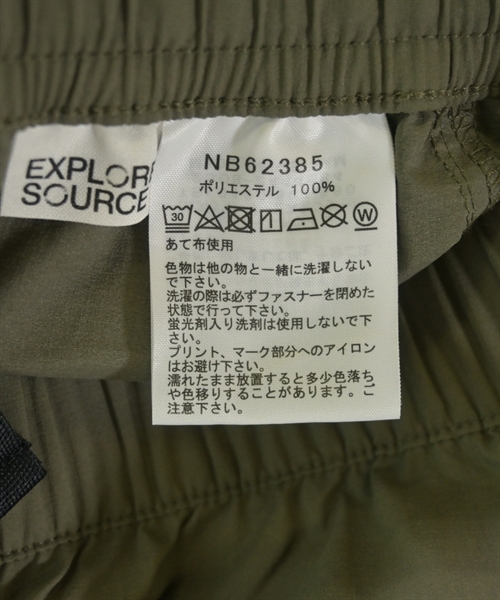 EXPLOR
SOURCE
NB62385
ポリエステル 100%
30
W
あて布使用
色物は他の物と一緒に洗濯しない
で下さい。
洗濯の際は必ずファスナーを閉めた
状態で行って下さい。
蛍光剤入り洗剤は使用しないで下
さい。
プリント、マーク部分へのアイロン
はお避け下さい。
濡れたまま放置すると多少色落ち
や色移りすることがあります。ご
注意下さい。